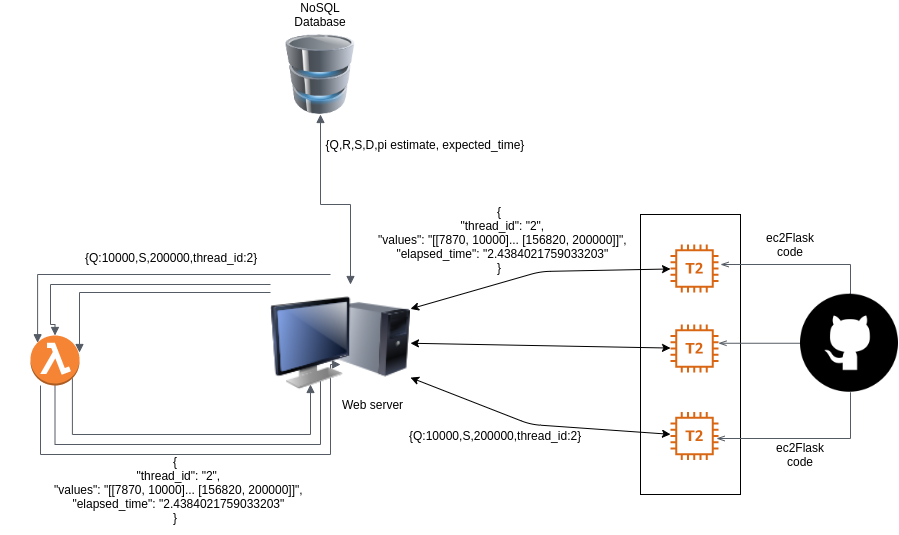 NoSQL
Database
{Q,R,S,D,pi estimate, expected_time}
{
"thread_id": "2",
"values": "[[7870, 10000]... [156820, 200000]]",
"elapsed_time": "2.4384021759033203"
}
ec2Flask
code
{Q:10000,S,200000,thread_id:2}
T2
T2
Web server
{Q:10000,S,200000,thread_id:2}
T2
ec2Flask
code
{
"thread_id": "2",
"values": "[[7870, 10000]... [156820, 200000]]",
"elapsed_time": "2.4384021759033203"
}